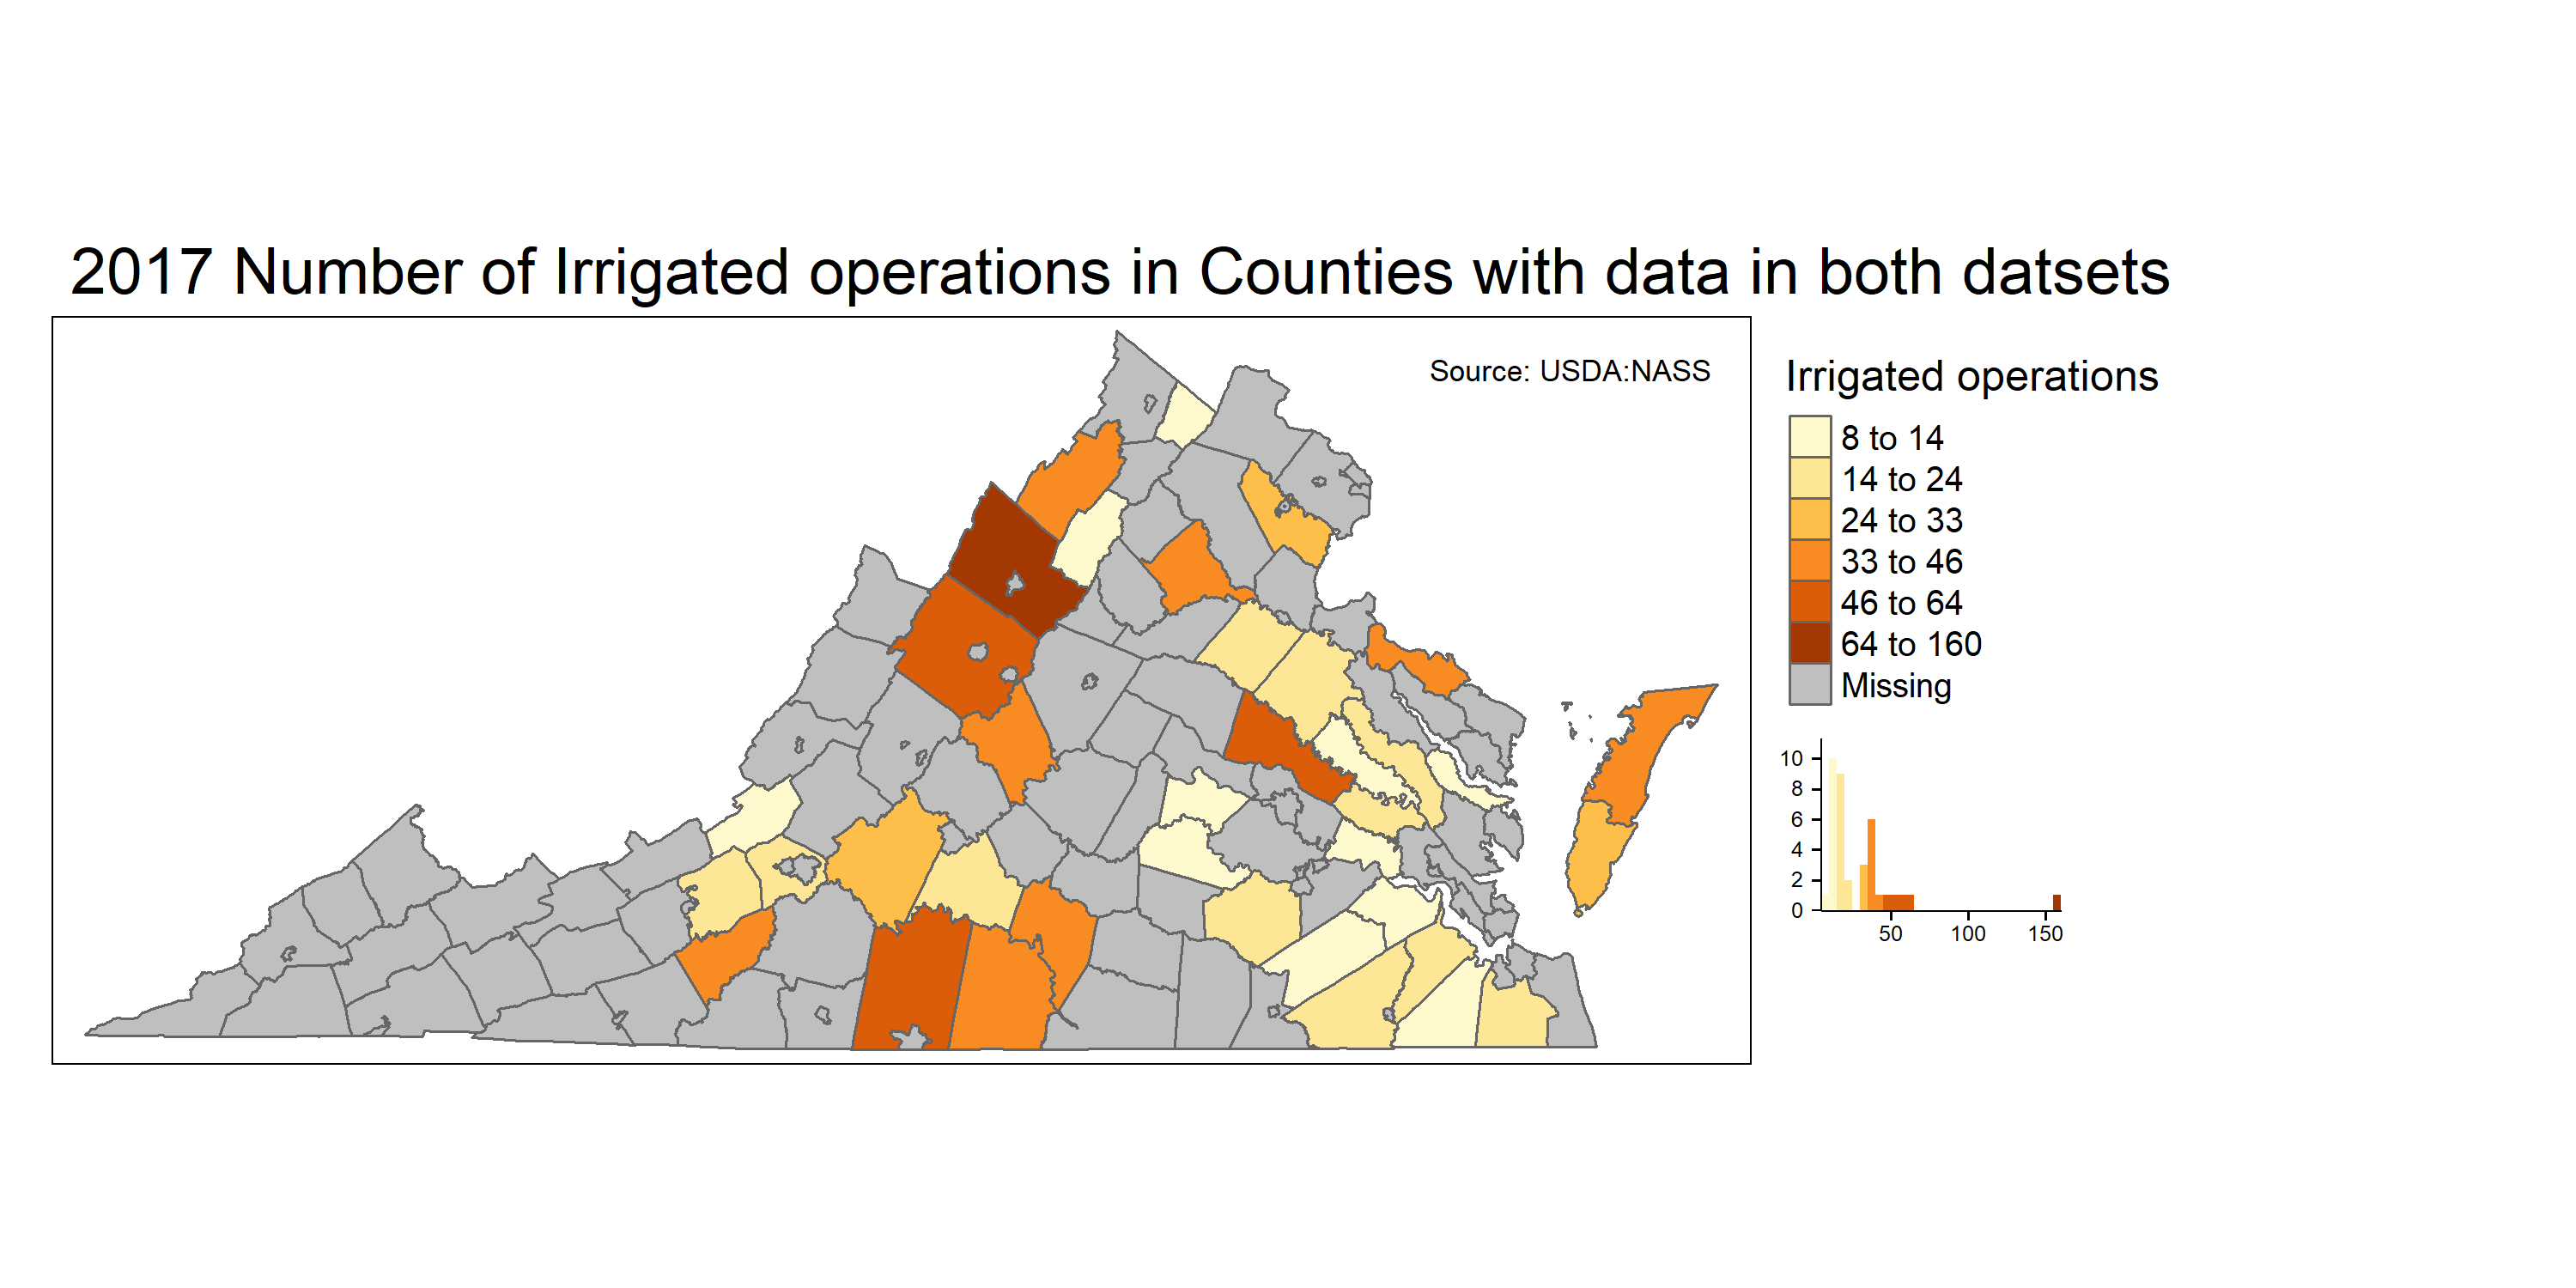 2017 Number of Irrigated operations in Counties with data in both datsets
Source: USDA:NASS
Irrigated operations
8 to 14
14 to 24
24 to 33
33 to 46
46 to 64
64 to 160
Missing
10
8
6
4
2
0
50 100 150